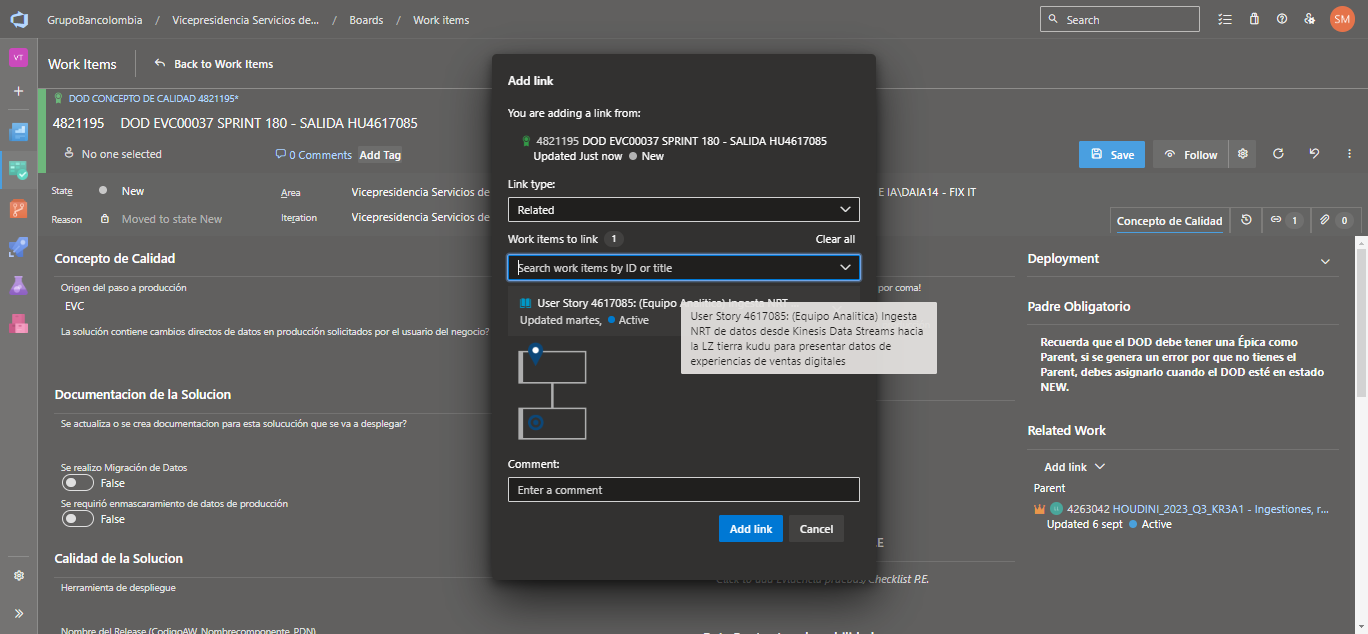 GrupoBancolombia / Vicepresidencia Servicios de... / Boards / Work items
Search
SM
VT
Work Items
Back to Work Items
DOD CONCEPTO DE CALIDAD 4821195*
4821195 DOD EVC00037 SPRINT 180 - SALIDA HU4617085
No one selected
0 Comments
Add Tag
Save
Follow
State
New
Area
Vicepresidencia Servicios de
E IA\DAIA14 - FIX IT
Reason
Moved to state New
Iteration
Vicepresidencia Servicios de
Concepto de Calidad
1
0
Concepto de Calidad
Origen del paso a producción
EVC
La solución contiene cambios directos de datos en producción solicitados por el usuario del negocio?
Documentacion de la Solucion
Se actualiza o se crea documentacion para esta solucución que se va a desplegar?
Se realizo Migración de Datos
False
Se requirió enmascaramiento de datos de producción
False
Calidad de la Solucion
Herramienta de despliegue
Nombre del Release (CodigoAW_Nombrecomponente_PDN)
Add link
You are adding a link from:
4821195 DOD EVC00037 SPRINT 180 - SALIDA HU4617085
Updated Just now New
Link type:
Related
Work items to link 1
Clear all
Search work items by ID or title
User Story 4617085: (Equipo Analitica) Ingesta NRT
Updated martes, Active
User Story 4617085: (Equipo Analitica) Ingesta
NRT de datos desde Kinesis Data Streams hacia
la LZ tierra kudu para presentar datos de
experiencias de ventas digitales
Comment:
Enter a comment
Add link
Cancel
por coma!
E
Checklist P.E.
Deployment
Padre Obligatorio
Recuerda que el DOD debe tener una Épica como
Parent, si se genera un error por que no tienes el
Parent, debes asignarlo cuando el DOD esté en estado
NEW.
Related Work
Add link
Parent
4263042 HOUDINI_2023_Q3_KR3A1 - Ingestiones, r...
Updated 6 sept Active